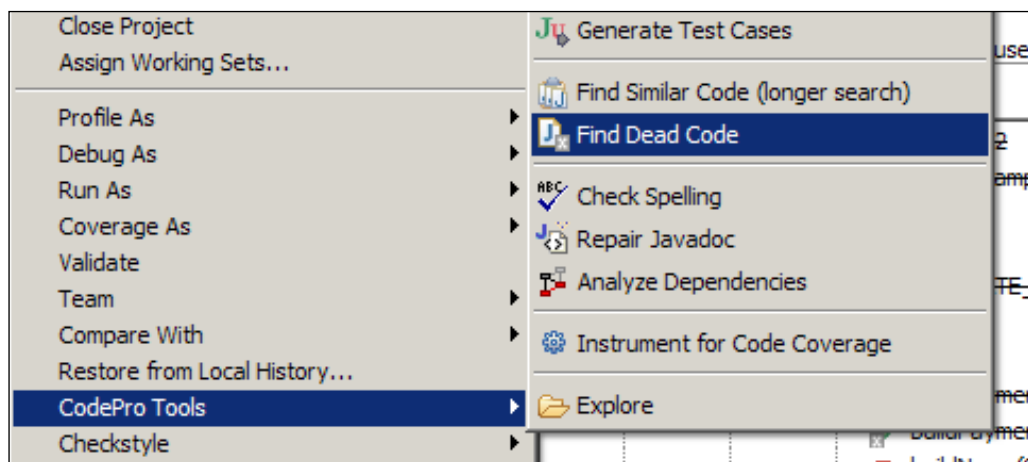 Close Project
Assign Working Sets...
Profile As
Debug As
Run As
Coverage As
Validate
Team
Compare With
Restore from Local History...
CodePro Tools
Checkstyle
Generate Test Cases
Find Similar Code (longer search)
Find Dead Code
ABC
Check Spelling
Repair Javadoc
Analyze Dependencies
Instrument for Code Coverage
Explore